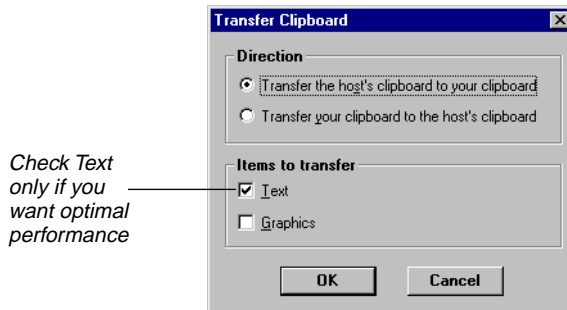 Transfer Clipboard
Direction
Transfer the host's clipboard to your clipboard
Transfer your clipboard to the host's clipboard
Check Text
only if you
want optimal
performance
Items to transfer
Text
Graphics
OK
Cancel